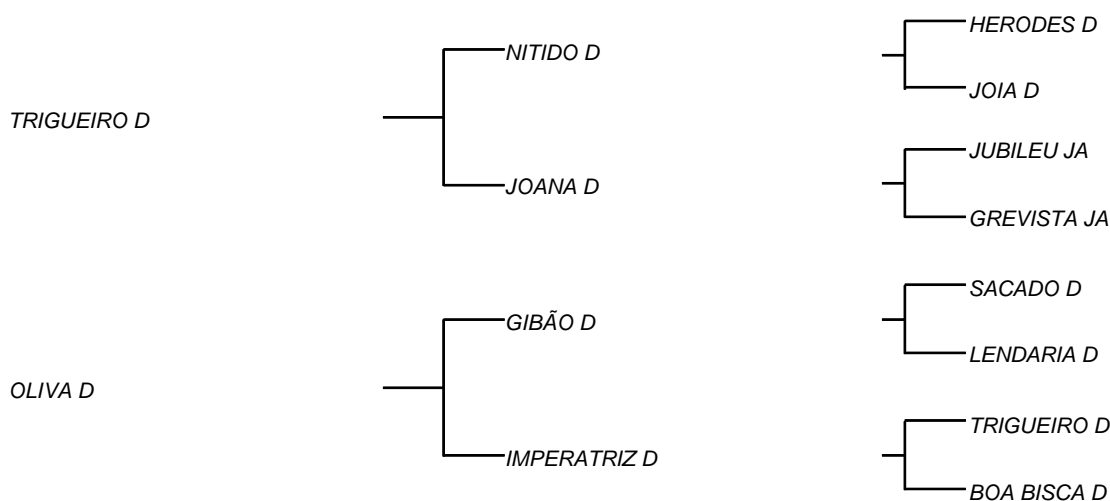 HERODES D
NITIDO D
JOIA D
TRIGUEIRO D
JUBILEU JA
JOANA D
GREVISTA JA
SACADO D
GIBÃO D
LENDARIA D
OLIVA D
TRIGUEIRO D
IMPERATRIZ D
BOA BISCA D